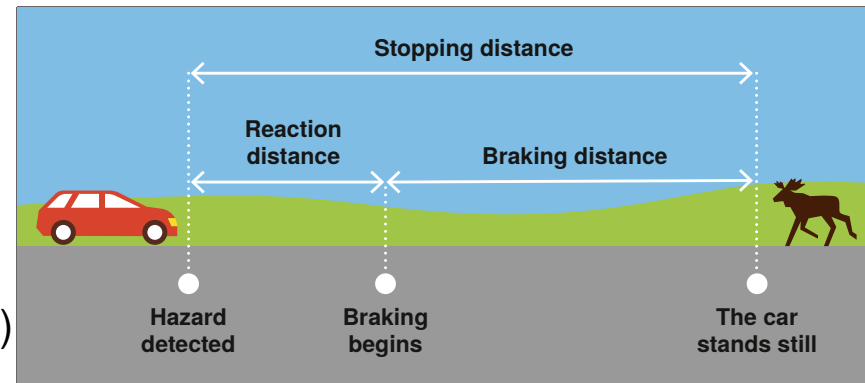 Stopping distance
Reaction
distance
Braking distance
)
Hazard
detected
Braking
begins
The car
stands still